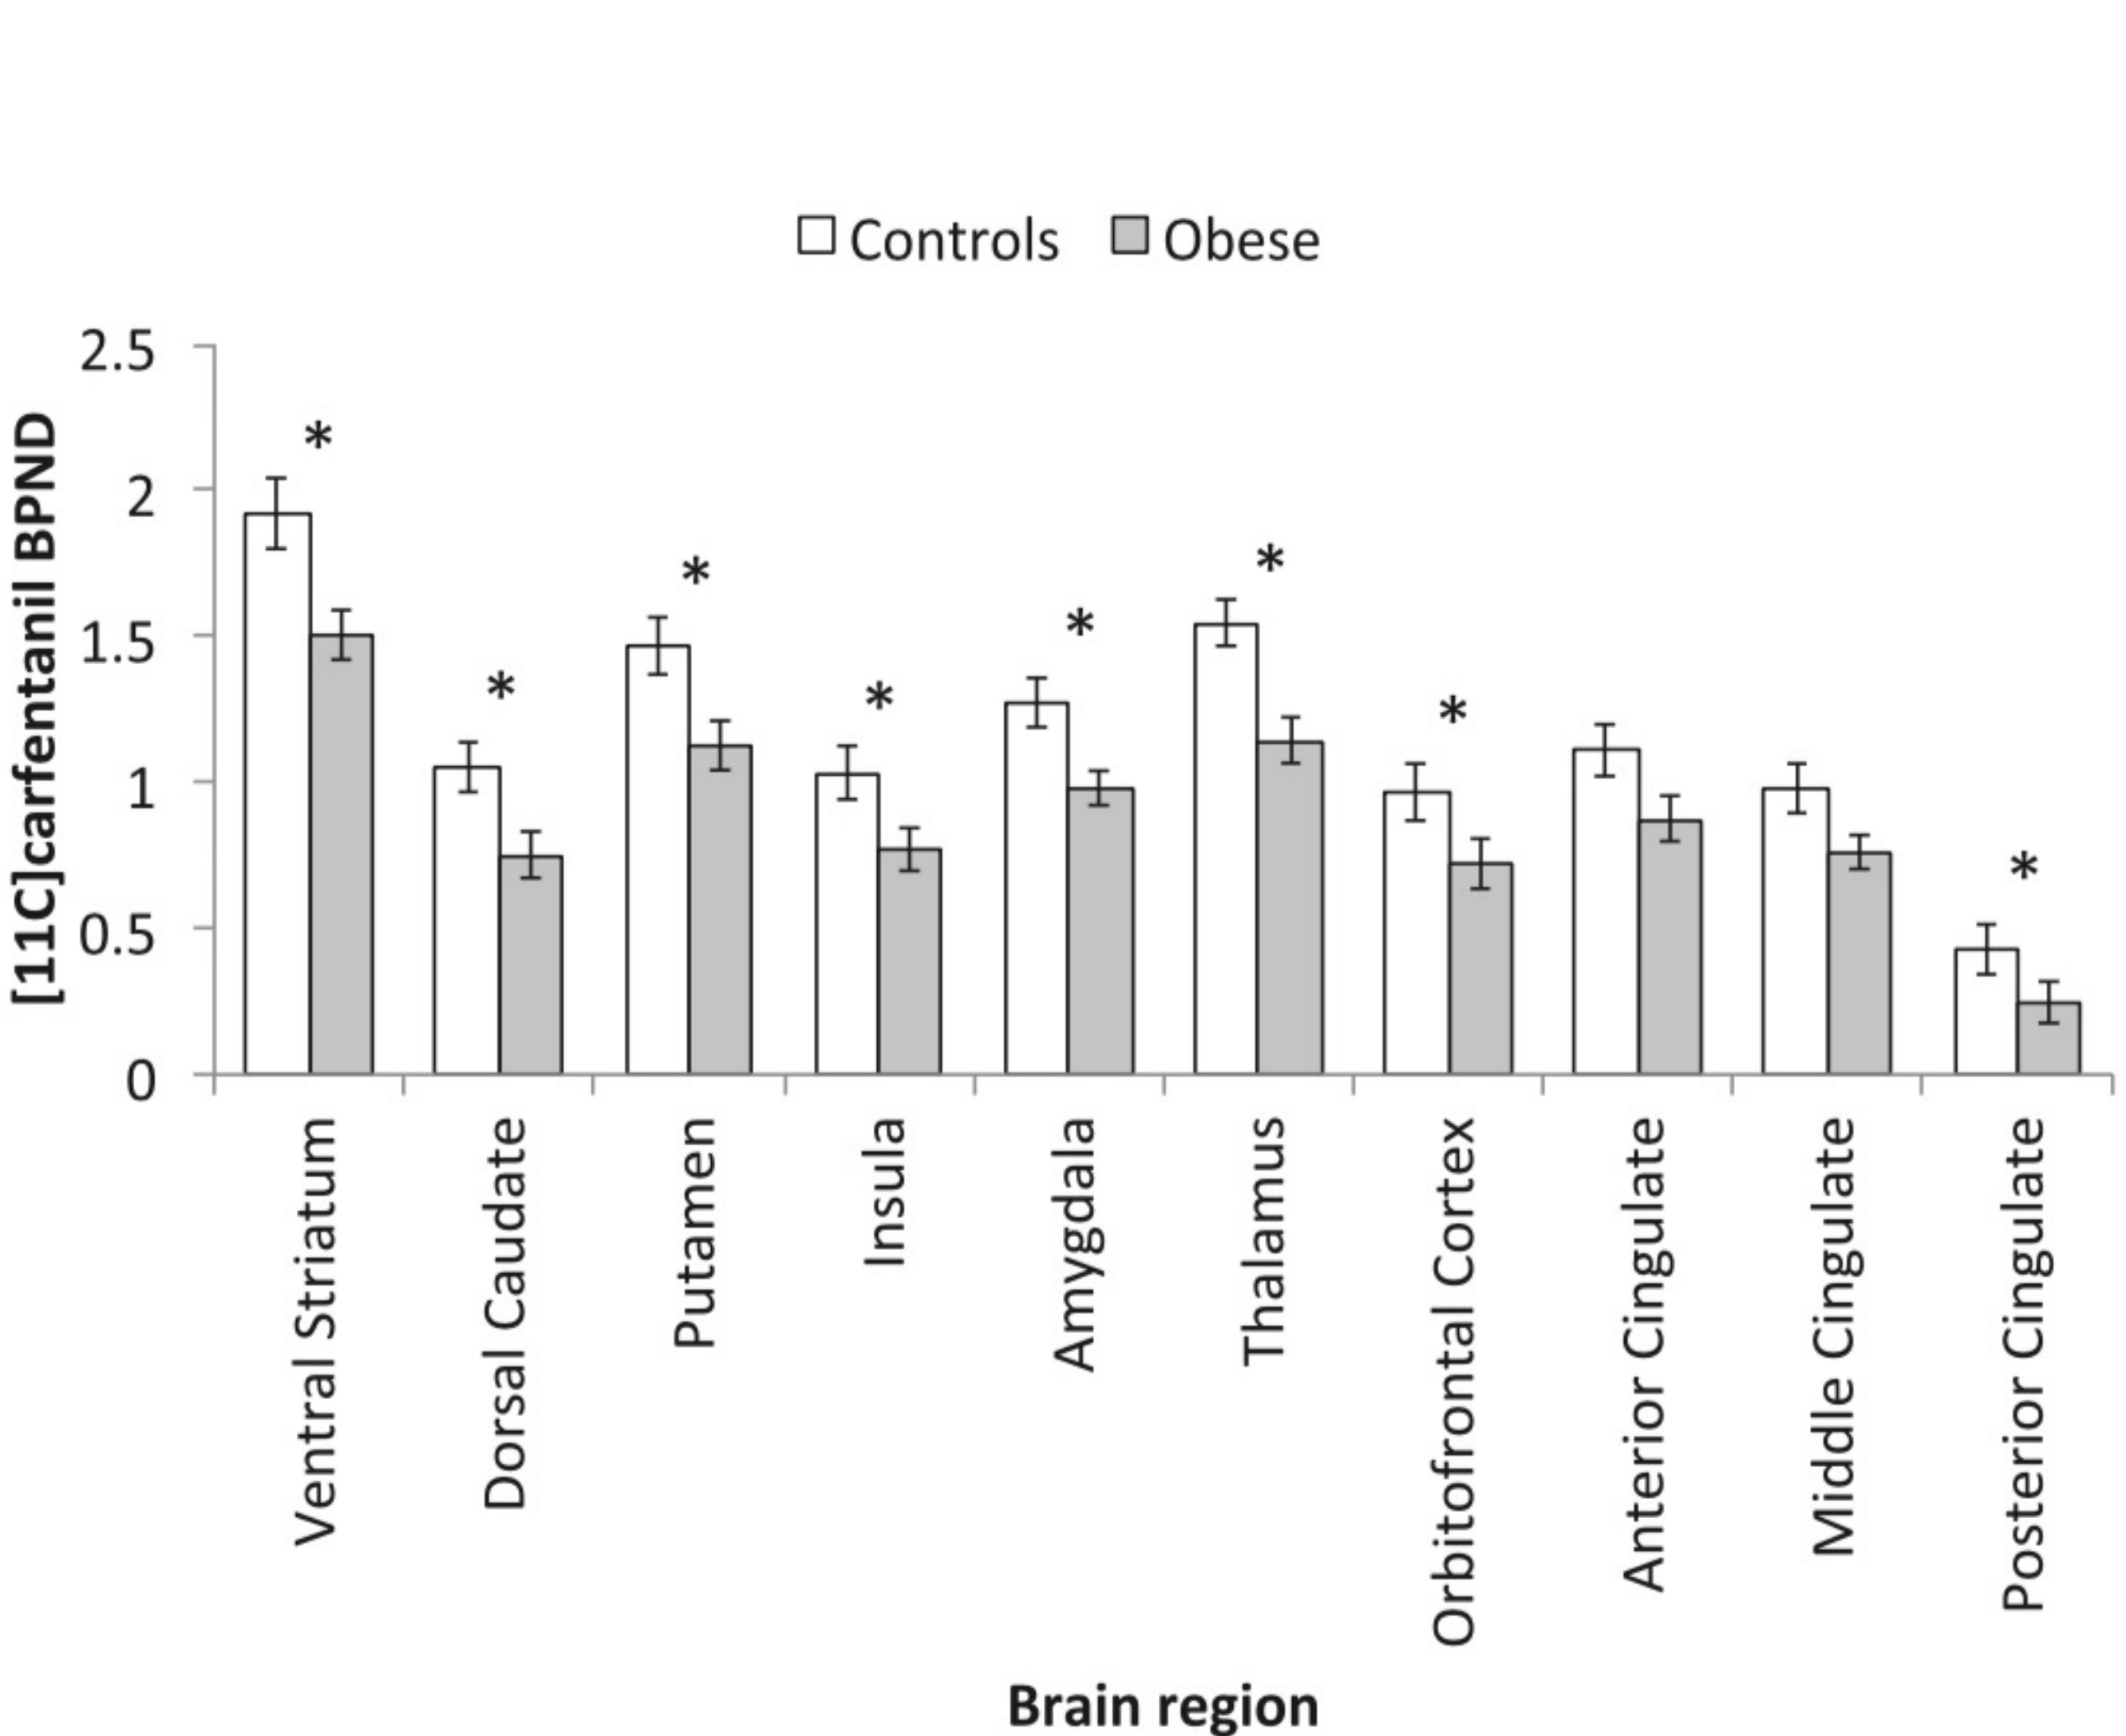 Controls Obese
2.5
2
1.5
1
0.5
0
[11C]carfentanil BPND
*
*
*
*
*
*
*
*
Ventral Striatum
Dorsal Caudate
Putamen
Insula
Amygdala
Thalamus
Orbitofrontal Cortex
Anterior Cingulate
Middle Cingulate
Posterior Cingulate
Brain region